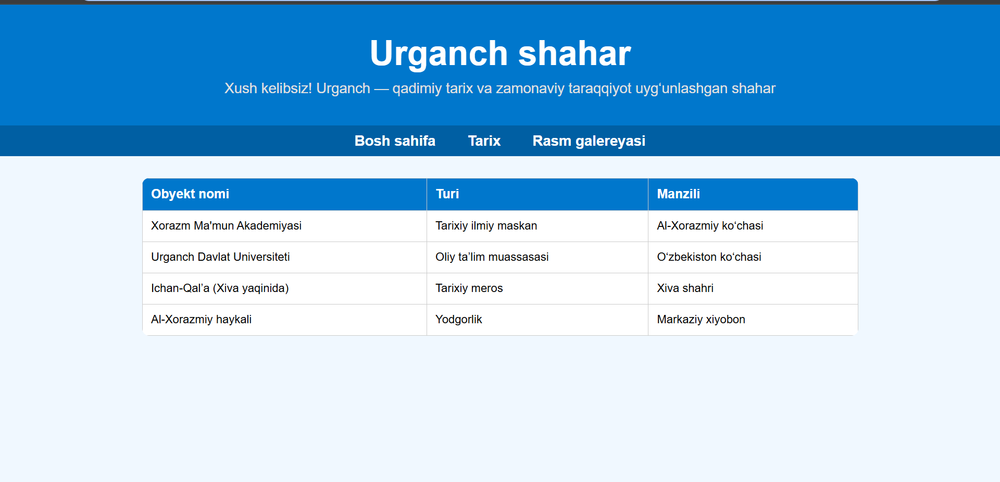 Urganch shahar
Xush kelibsiz! Urganch — qadimiy tarix va zamonaviy taraqqiyot uyg‘unlashgan shahar
Bosh sahifa Tarix Rasm galereyasi
Obyekt nomi Turi Manzili
Xorazm Ma'mun Akademiyasi Tarixiy ilmiy maskan Al-Xorazmiy ko‘chasi
Urganch Davlat Universiteti Oliy ta’lim muassasasi O‘zbekiston ko‘chasi
Ichan-Qal’a (Xiva yaqinida) Tarixiy meros Xiva shahri
Al-Xorazmiy haykali Yodgorlik Markaziy xiyobon